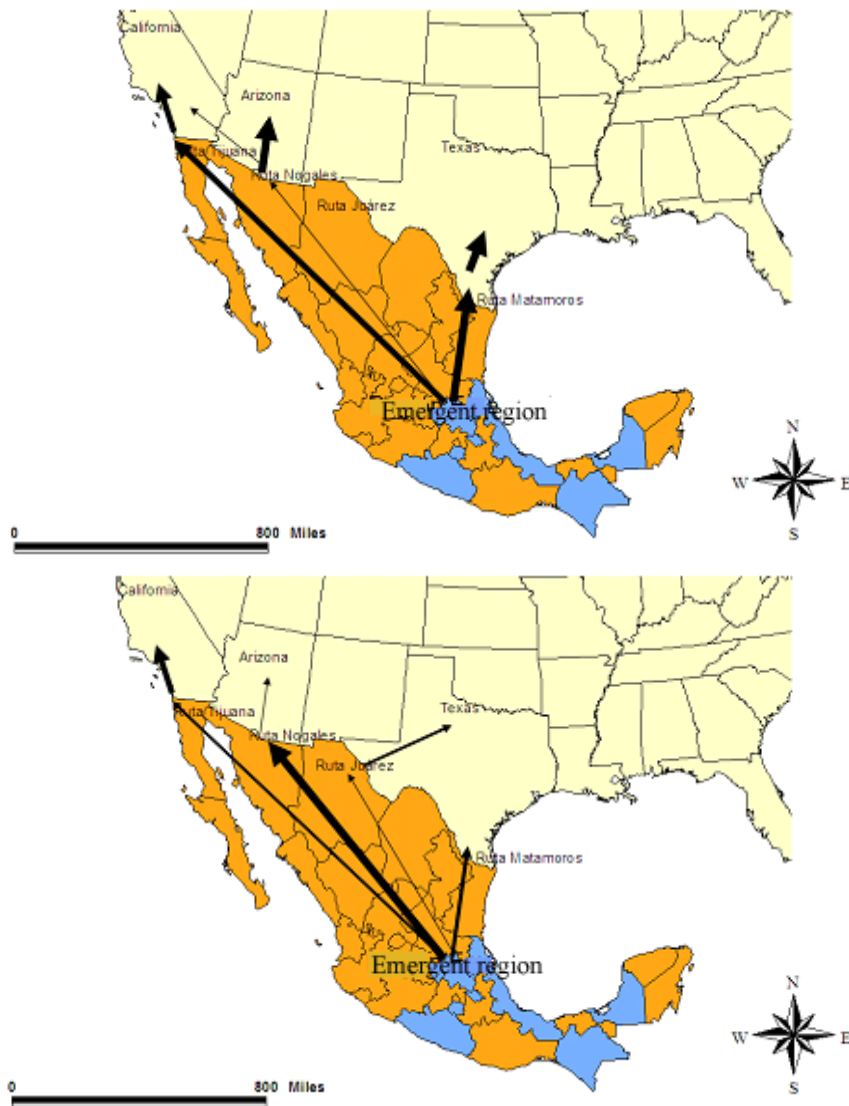 California
Arizona
Texas
uta Tijuana
Ruta Nogales
Ruta Juárez
Ruta Matamoros
Emergent region
N
W E
S
0 800 Miles
California
Arizona
Texas
Ruta Tijuana
Ruta Nogales
Ruta Juárez
Ruta Matamoros
Emergent region
N
W E
S
0 800 Miles